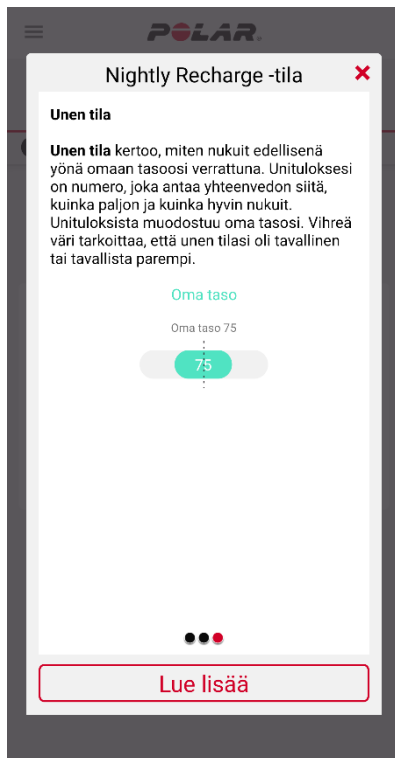 POLAR
Nightly Recharge -tila
Unen tila
Unen tila kertoo, miten nukuit edellisenä
yönä omaan tasoosi verrattuna. Unituloksesi
on numero, joka antaa yhteenvedon siitä,
kuinka paljon ja kuinka hyvin nukuit.
Unituloksista muodostuu oma tasosi. Vihreä
väri tarkoittaa, että unen tilasi oli tavallinen
tai tavallista parempi.
Oma taso
Oma taso 75
75
Lue lisää